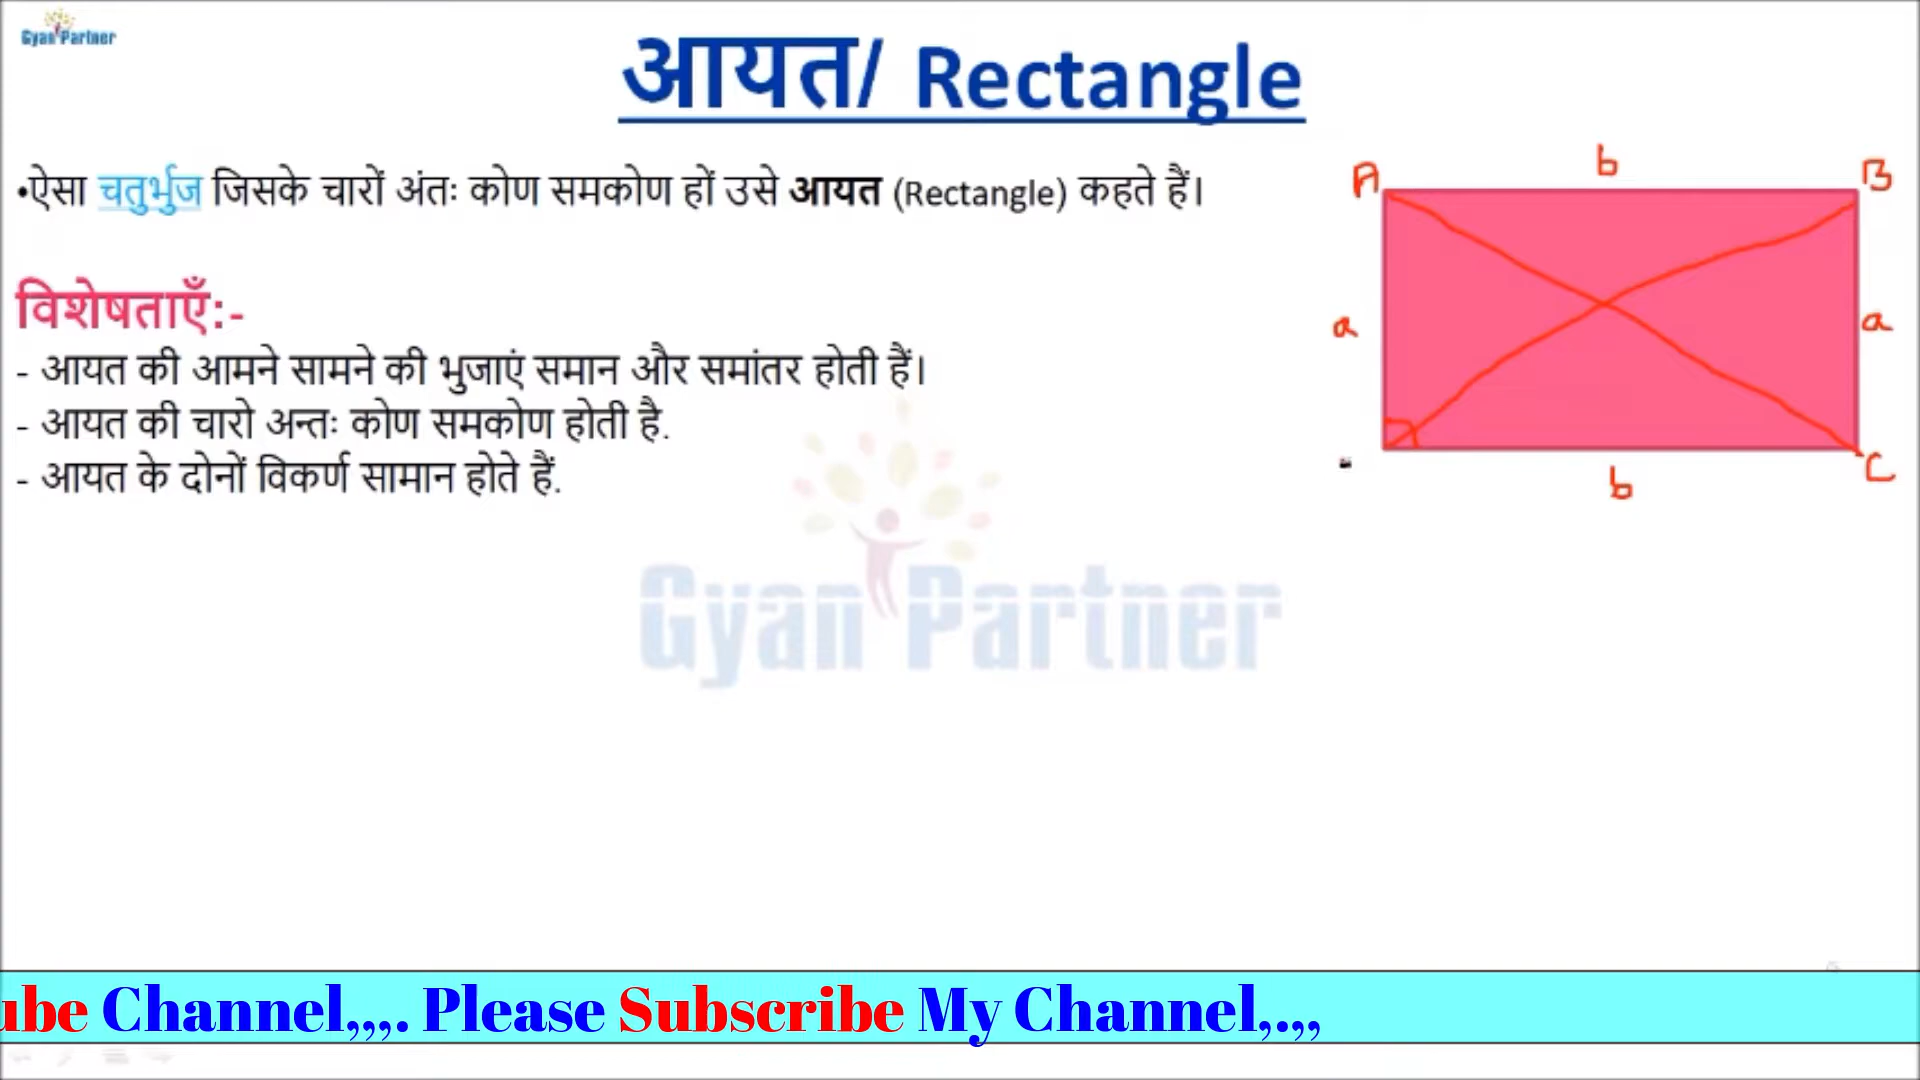 Gyan Partner
आयत/ Rectangle
•ऐसा चतुर्भुज जिसके चारों अंतः कोण समकोण हों उसे आयत (Rectangle) कहते हैं।
विशेषताएँ:-
- आयत की आमने सामने की भुजाएं समान और समांतर होती हैं।
- आयत की चारो अन्तः कोण समकोण होती है.
- आयत के दोनों विकर्ण सामान होते हैं.
A
b
B
a
a
b
C
Gyan Partner
ube Channel,,,. Please Subscribe My Channel,.,,